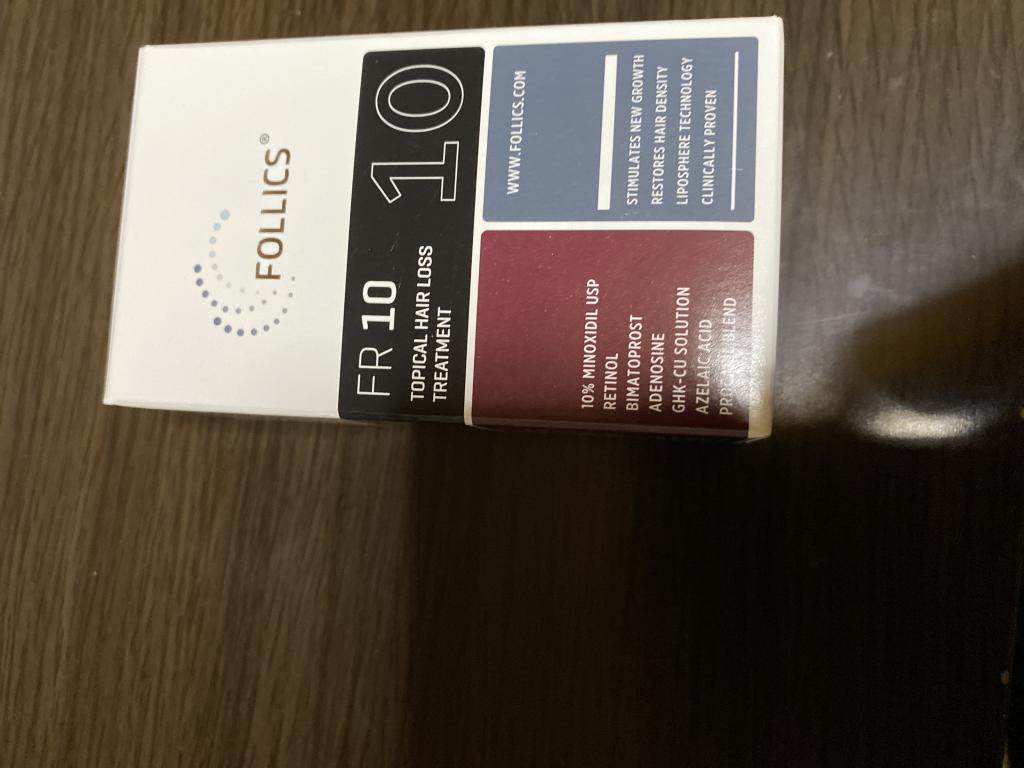 FOLLICS®
FR 10
TOPICAL HAIR LOSS
TREATMENT
10
10% MINOXIDIL USP
RETINOL
BIMATOPROST
ADENOSINE
GHK-CU SOLUTION
AZELAIC ACID
BLEND
WWW.FOLLICS.COM
STIMULATES NEW GROWTH
RESTORES HAIR DENSITY
LIPOSPHERE TECHNOLOGY
CLINICALLY PROVEN